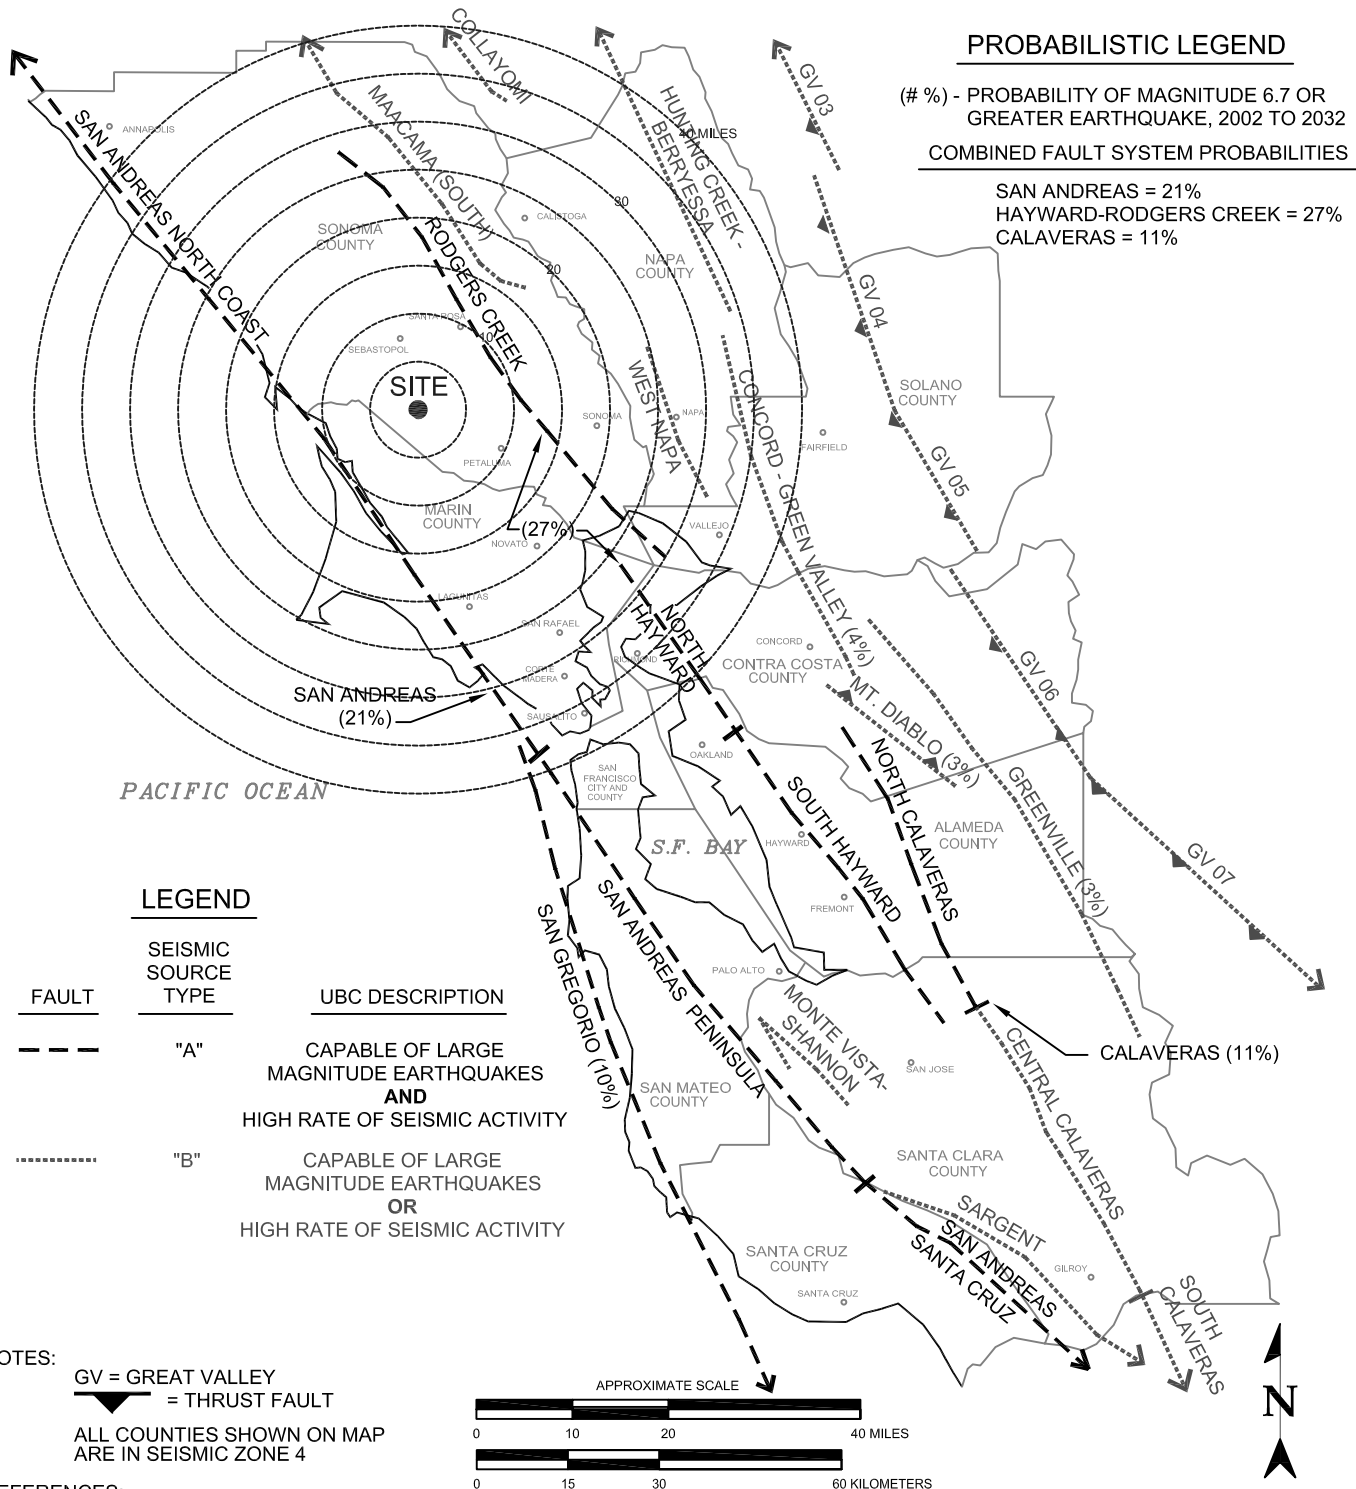 PROBABILISTIC LEGEND
(# %) - PROBABILITY OF MAGNITUDE 6.7 OR
GREATER EARTHQUAKE, 2002 TO 2032
COMBINED FAULT SYSTEM PROBABILITIES
SAN ANDREAS = 21%
HAYWARD-RODGERS CREEK = 27%
CALAVERAS = 11%
COLLAYOMI
MAACAMA (SOUTH)
HUNTING CREEK -
BERRYESSA
GV 03
40 MILES
30
20
10
ANNAPOLIS
SAN ANDREAS NORTH COAST
SONOMA
COUNTY
RODGERS CREEK
CALISTOGA
NAPA
COUNTY
GV 04
SANTA ROSA
SEBASTOPOL
SITE
WEST NAPA
CONCORD - GREEN VALLEY (4%)
SOLANO
COUNTY
SONOMA
NAPA
FAIRFIELD
PETALUMA
GV 05
MARIN
COUNTY
(27%)
NOVATO
VALLEJO
LAGUNITAS
SAN RAFAEL
NORTH
HAYWARD
RICHMOND
CONCORD
CONTRA COSTA
COUNTY
GV 06
CORTE
MADERA
SAN ANDREAS
(21%)
SAUSALITO
MT. DIABLO (3%)
OAKLAND
NORTH CALAVERAS
GREENVILLE (3%)
PACIFIC OCEAN
SAN
FRANCISCO
CITY AND
COUNTY
SOUTH HAYWARD
S.F. BAY
HAYWARD
ALAMEDA
COUNTY
GV 07
FREMONT
SAN GREGORIO (10%)
SAN ANDREAS PENINSULA
PALO ALTO
MONTE VISTA-
SHANNON
SAN JOSE
CALAVERAS (11%)
CENTRAL CALAVERAS
SAN MATEO
COUNTY
SANTA CLARA
COUNTY
SARGENT
SAN ANDREAS
SANTA CRUZ
SANTA CRUZ
COUNTY
SANTA CRUZ
GILROY
SOUTH
CALAVERAS
LEGEND
FAULT
SEISMIC
SOURCE
TYPE
UBC DESCRIPTION
"A"
CAPABLE OF LARGE
MAGNITUDE EARTHQUAKES
AND
HIGH RATE OF SEISMIC ACTIVITY
"B"
CAPABLE OF LARGE
MAGNITUDE EARTHQUAKES
OR
HIGH RATE OF SEISMIC ACTIVITY
OTES:
GV = GREAT VALLEY
= THRUST FAULT
ALL COUNTIES SHOWN ON MAP
ARE IN SEISMIC ZONE 4
APPROXIMATE SCALE
0 10 20 40 MILES
0 15 30 60 KILOMETERS
N